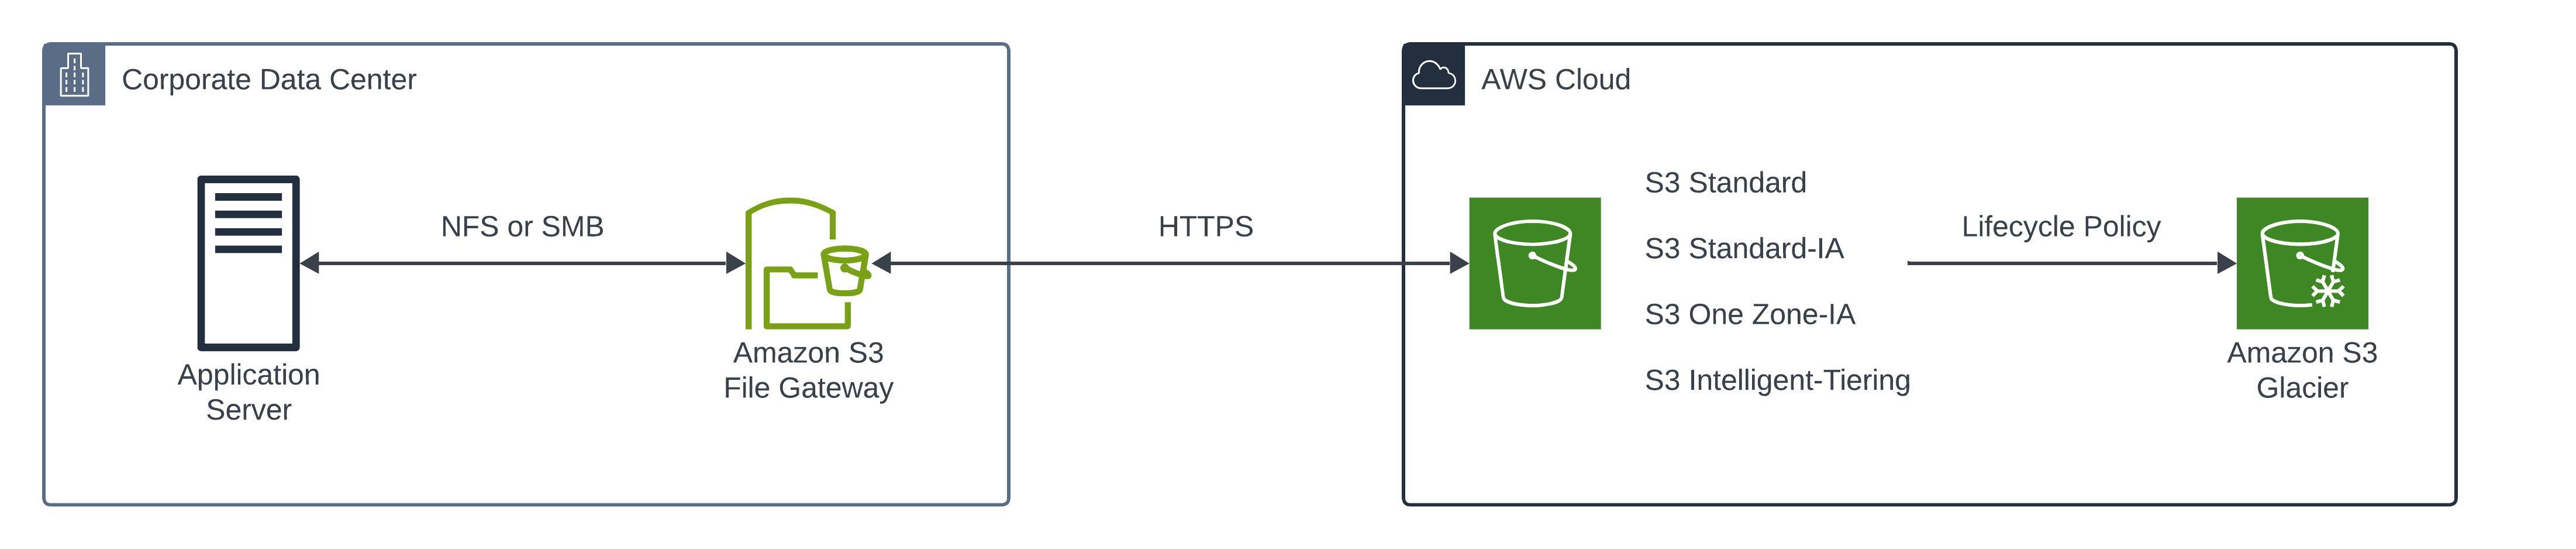 Corporate Data Center
Application
Server
NFS or SMB
Amazon S3
File Gateway
HTTPS
AWS Cloud
S3 Standard
S3 Standard-IA
S3 One Zone-IA
S3 Intelligent-Tiering
Lifecycle Policy
Amazon S3
Glacier